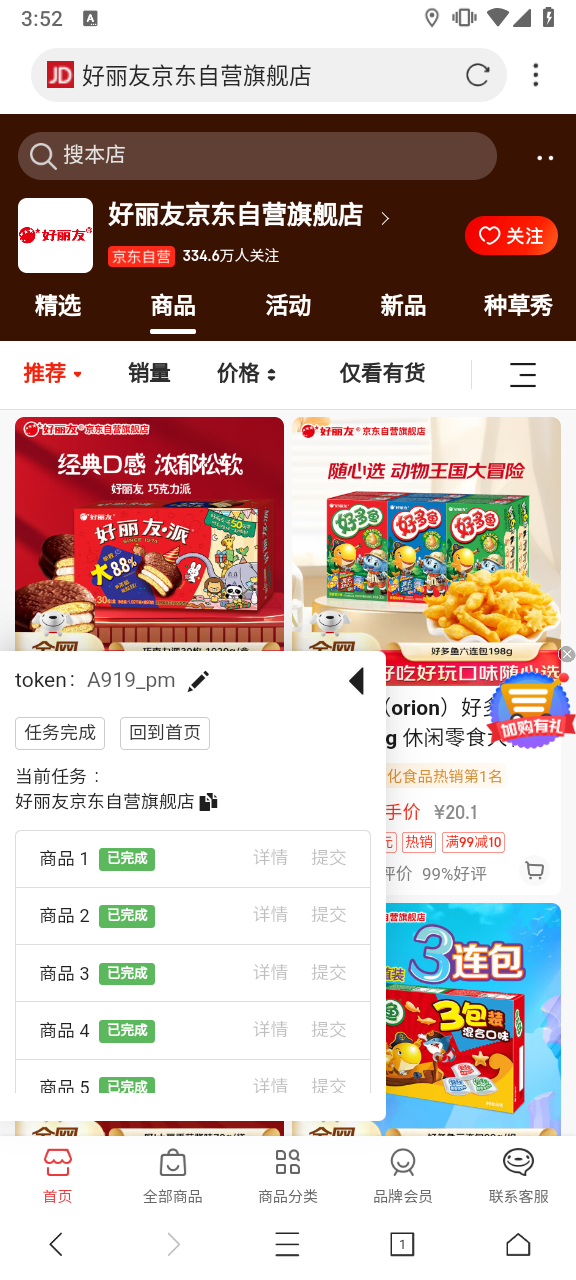 3:52
A
JD 好丽友京东自营旗舰店
搜本店
好丽友
好丽友京东自营旗舰店
京东自营 334.6万人关注
关注
精选 商品 活动 新品 种草秀
推荐 销量 价格 仅看有货
好丽友 京东自营旗舰店
经典口感 浓郁松软
好丽友 巧克力派
好丽友·派
好丽友 京东自营旗舰店
随心选 动物王国大冒险
好多鱼 好多鱼 好多鱼
好多鱼六连包198g
好吃好玩口味随心选
（orion）好多
g 休闲零食大
加购有礼
化食品热销第1名
手价 ¥20.1
元 热销 满99减10
评价 99%好评
token： A919_pm
任务完成 回到首页
当前任务：
好丽友京东自营旗舰店
商品 1 已完成 详情 提交
商品 2 已完成 详情 提交
商品 3 已完成 详情 提交
商品 4 已完成 详情 提交
商品 5 已完成 详情 提交
自营旗舰店
3连包
3包装
混合口味
首页 全部商品 商品分类 品牌会员 联系客服
1